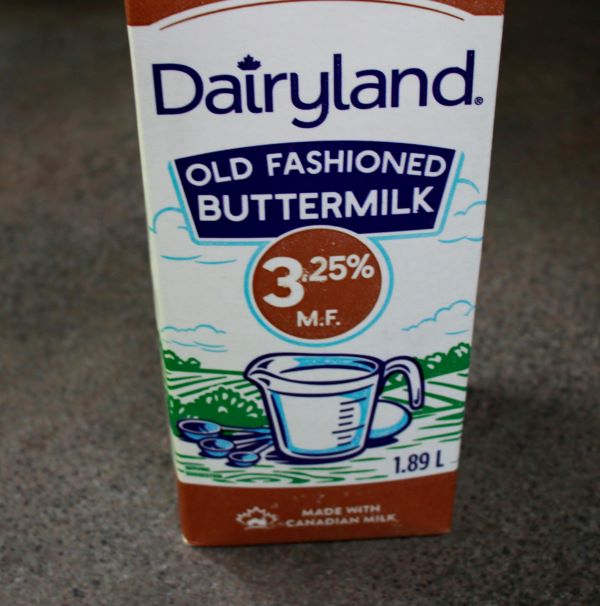 Dairyland®
OLD FASHIONED
BUTTERMILK
3.25%
M.F.
1.89 L
MADE WITH
CANADIAN MILK